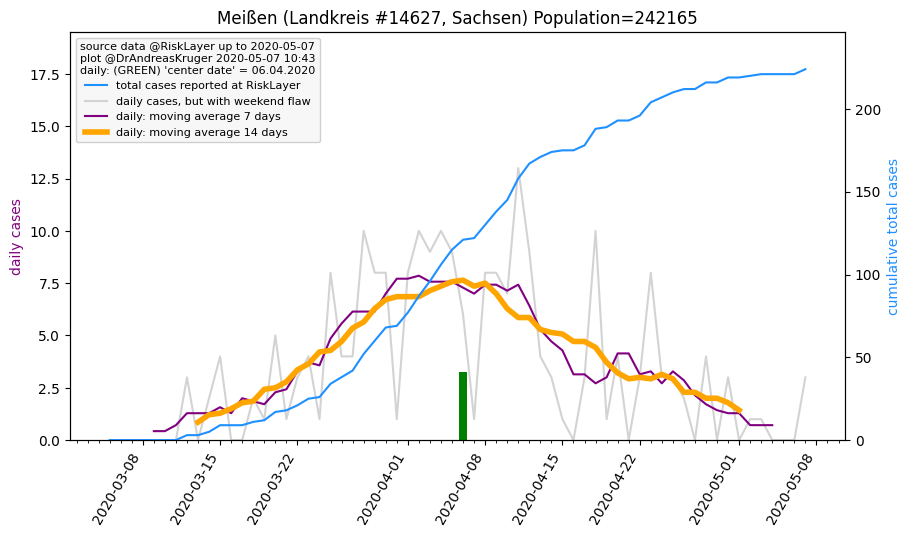 Meißen (Landkreis #14627, Sachsen) Population=242165
source data @RiskLayer up to 2020-05-07
plot @DrAndreasKruger 2020-05-07 10:43
daily: (GREEN) 'center date' = 06.04.2020
total cases reported at RiskLayer
daily cases, but with weekend flaw
daily: moving average 7 days
daily: moving average 14 days
daily cases
17.5
15.0
12.5
10.0
7.5
5.0
2.5
0.0
200
150
100
50
0
cumulative total cases
2020-03-08
2020-03-15
2020-03-22
2020-04-01
2020-04-08
2020-04-15
2020-04-22
2020-05-01
2020-05-08